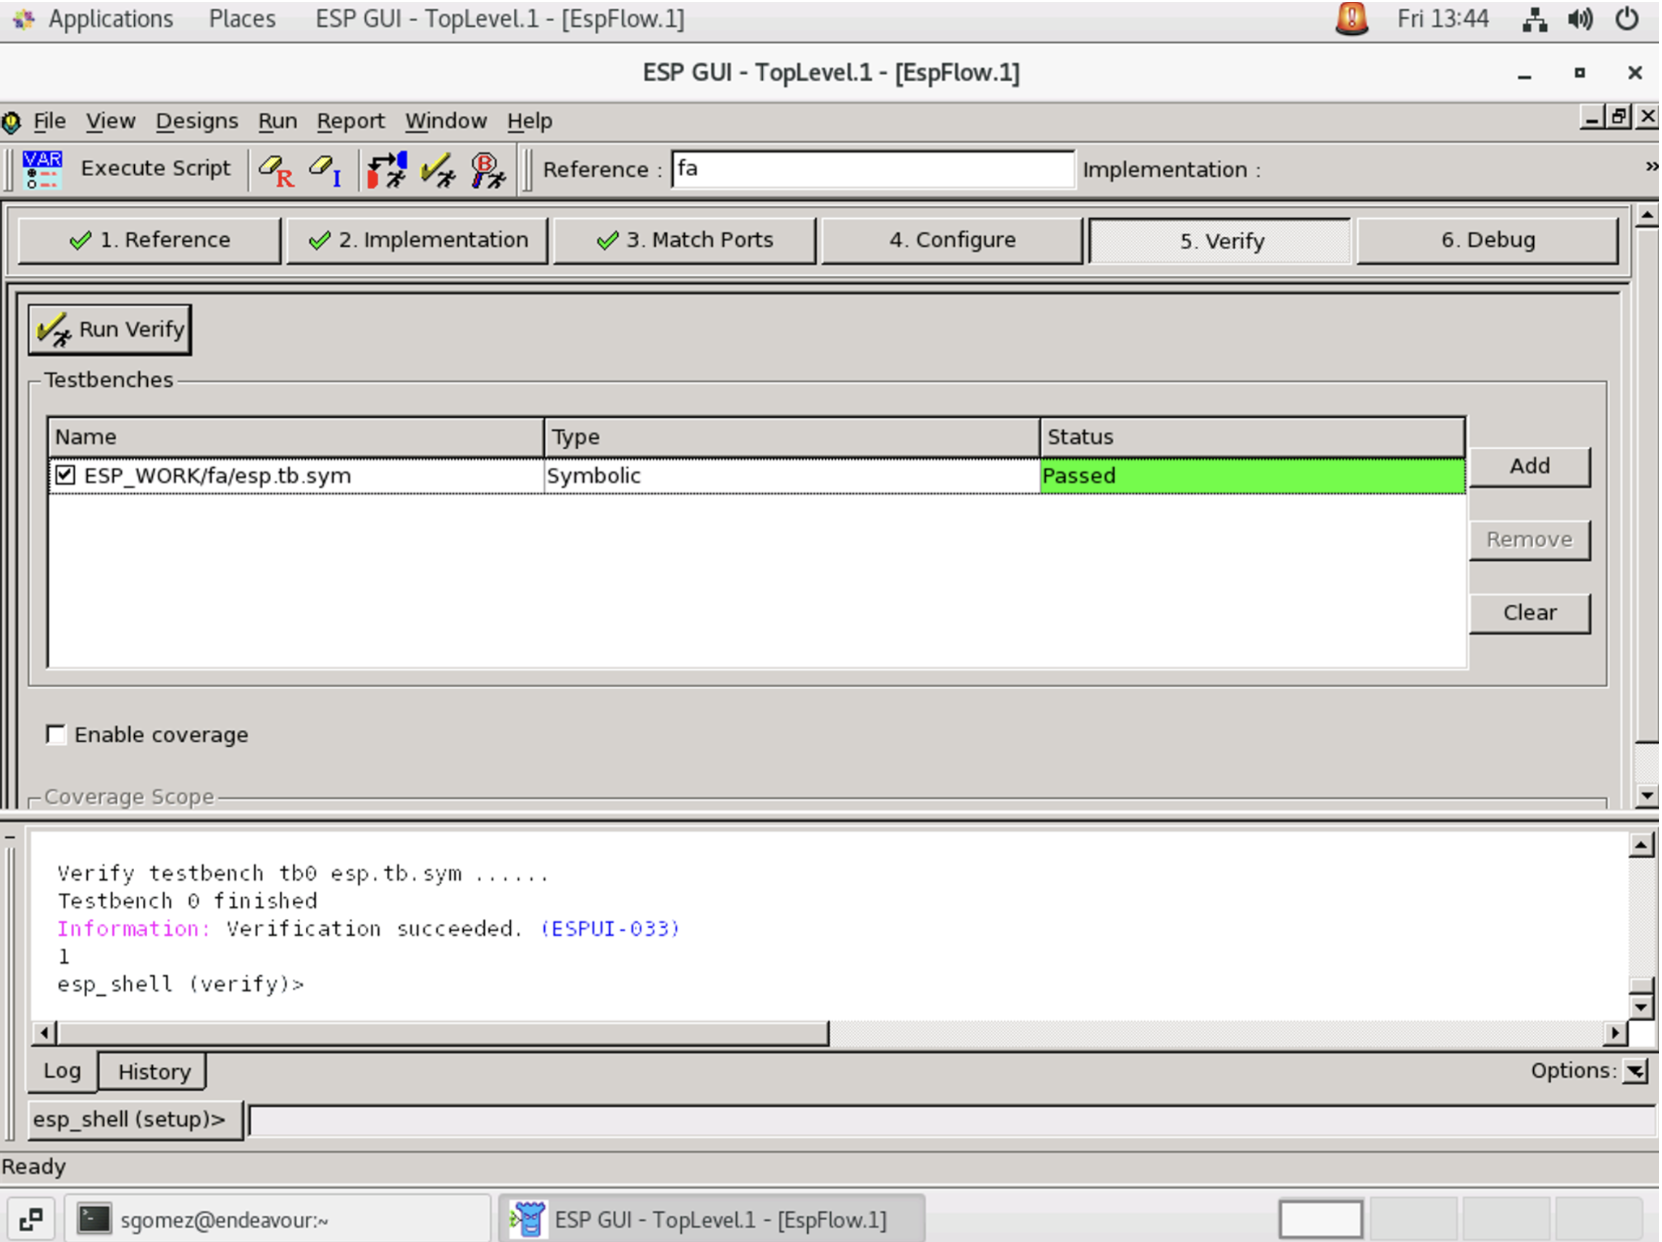 Applications Places ESP GUI - TopLevel.1 - [EspFlow.1] Fri 13:44
ESP GUI - TopLevel.1 - [EspFlow.1]
File View Designs Run Report Window Help
VAR Execute Script R I B Reference : fa Implementation : »
1. Reference 2. Implementation 3. Match Ports 4. Configure 5. Verify 6. Debug
Run Verify
Testbenches
Name Type Status
ESP_WORK/fa/esp.tb.sym Symbolic Passed
Add
Remove
Clear
Enable coverage
Coverage Scope
Verify testbench tb0 esp.tb.sym ......
Testbench 0 finished
Information: Verification succeeded. (ESPUI-033)
1
esp_shell (verify)>
Log History Options:
esp_shell (setup)>
Ready
sgomez@endeavour:~ ESP GUI - TopLevel.1 - [EspFlow.1]